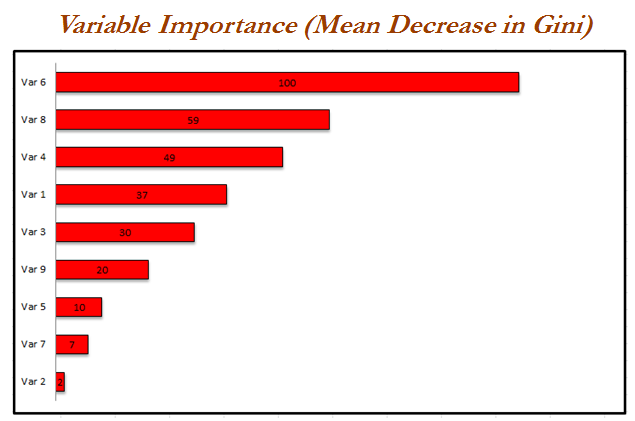 Variable Importance (Mean Decrease in Gini)
Var 6 100
Var 8 59
Var 4 49
Var 1 37
Var 3 30
Var 9 20
Var 5 10
Var 7 7
Var 2 2